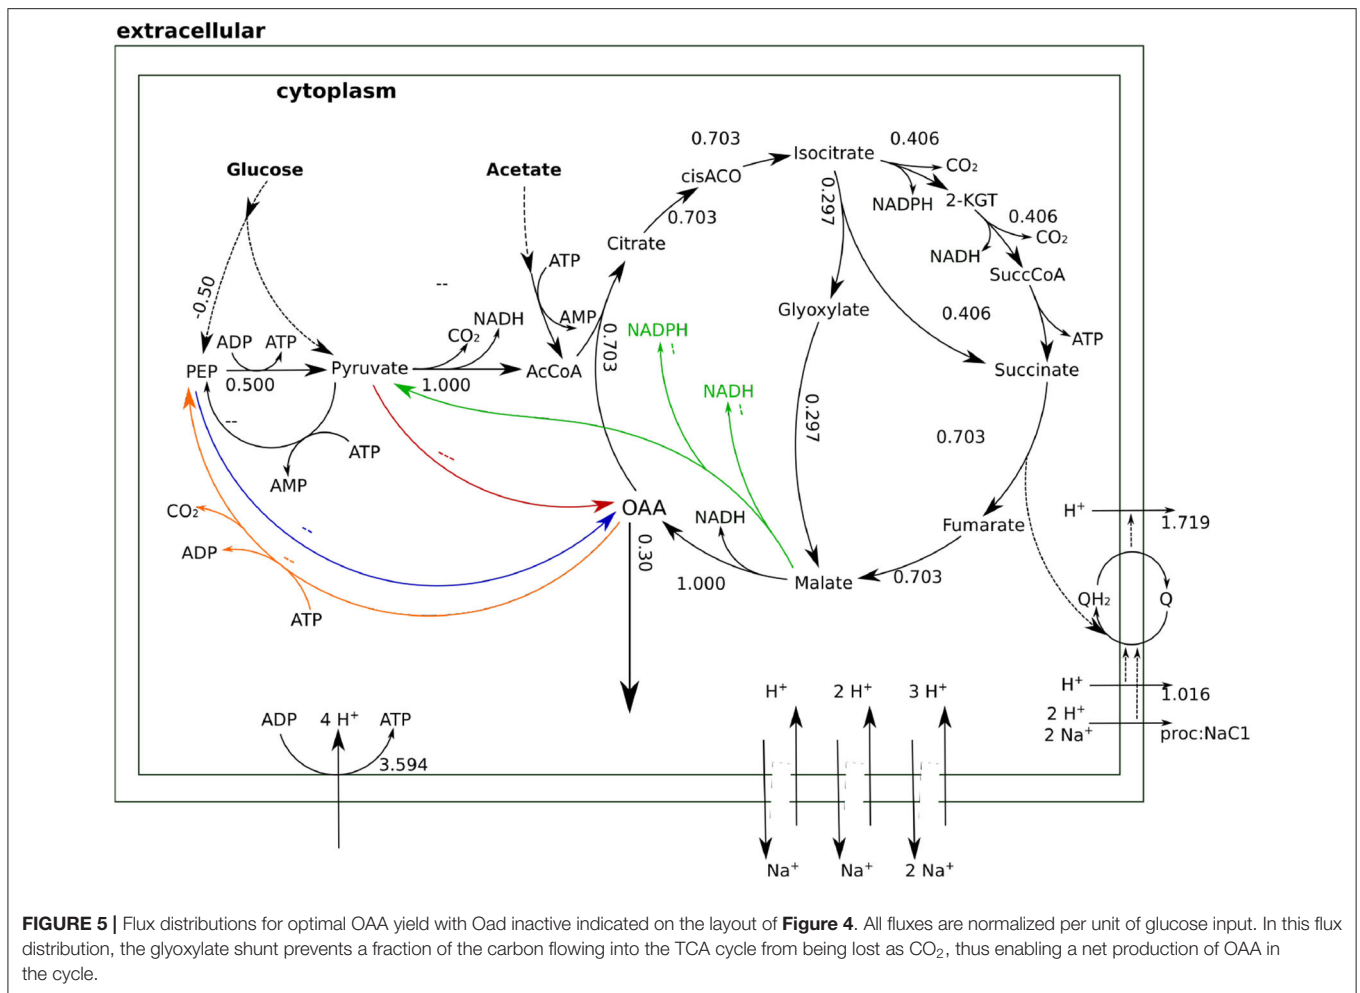 extracellular
cytoplasm
Glucose
Acetate
0.703
Isocitrate
0.406
cisACO
CO₂
NADPH
2-KGT
0.297
0.703
0.406
CO₂
Citrate
NADH
SuccCoA
ATP
--
-0.50
Glyoxylate
0.406
AMP
NADH
CO₂
NADPH
ADP
ATP
0.703
ATP
PEP
0.500
Pyruvate
1.000
AcCoA
Succinate
NADH
--
0.297
0.703
ATP
---
AMP
CO₂
OAA
NADH
Fumarate
H⁺
1.719
--
ADP
--
0.30
1.000
Malate
0.703
QH₂
Q
ATP
H⁺
1.016
H⁺
2 H⁺
3 H⁺
2 H⁺
2 Na⁺
proc:NaC1
ADP
4 H⁺
ATP
3.594
Na⁺
Na⁺
2 Na⁺
FIGURE 5 | Flux distributions for optimal OAA yield with Oad inactive indicated on the layout of Figure 4. All fluxes are normalized per unit of glucose input. In this flux
distribution, the glyoxylate shunt prevents a fraction of the carbon flowing into the TCA cycle from being lost as CO₂, thus enabling a net production of OAA in
the cycle.